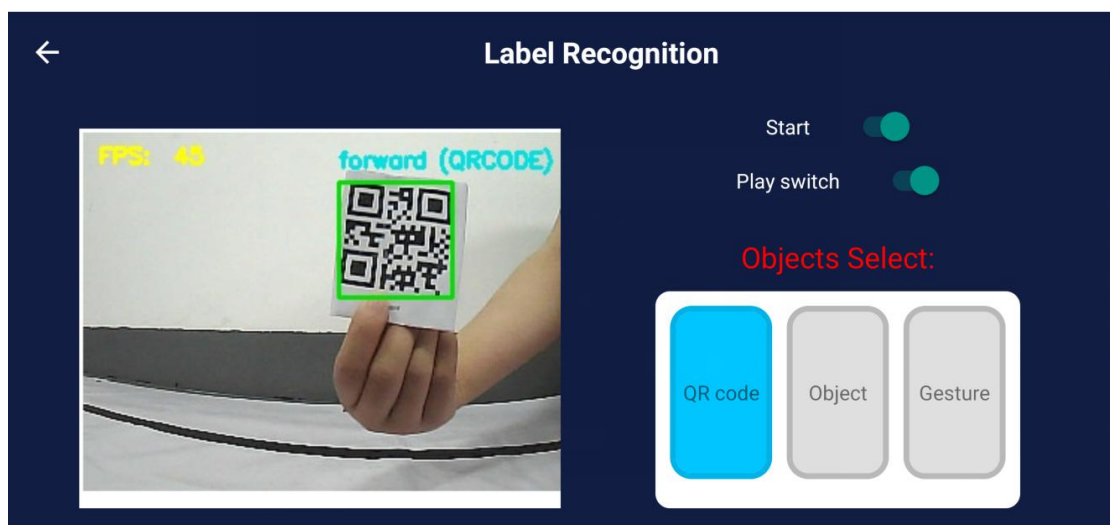 Label Recognition
Start
Play switch
FPS: 45
forward (QRCODE)
Objects Select:
QR code
Object
Gesture